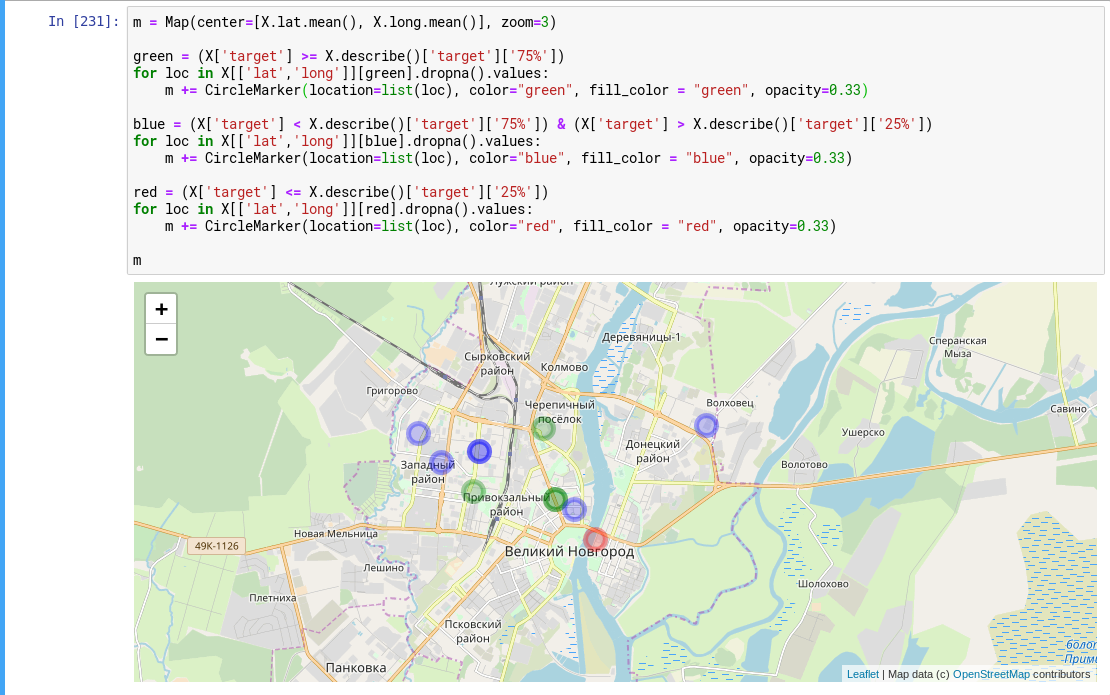 In [231]:
m = Map(center=[X.lat.mean(), X.long.mean()], zoom=3)
green = (X['target'] >= X.describe()['target']['75%'])
for loc in X[['lat','long']][green].dropna().values:
    m += CircleMarker(location=list(loc), color="green", fill_color = "green", opacity=0.33)
blue = (X['target'] < X.describe()['target']['75%']) & (X['target'] > X.describe()['target']['25%'])
for loc in X[['lat','long']][blue].dropna().values:
    m += CircleMarker(location=list(loc), color="blue", fill_color = "blue", opacity=0.33)
red = (X['target'] <= X.describe()['target']['25%'])
for loc in X[['lat','long']][red].dropna().values:
    m += CircleMarker(location=list(loc), color="red", fill_color = "red", opacity=0.33)
m
+
−
Лужский район
Деревяницы-1
Сперанская
Мыза
Сырковский
район
Колмово
Григорово
Черепичный
посёлок
Волховец
Савино
Ушерско
Донецкий
район
Западный
район
Волотово
Привокзальный
район
Новая Мельница
49К-1126
Великий Новгород
Лешино
Шолохово
Плетниха
Псковский
район
Панковка
Leaflet | Map data (c) OpenStreetMap contributors